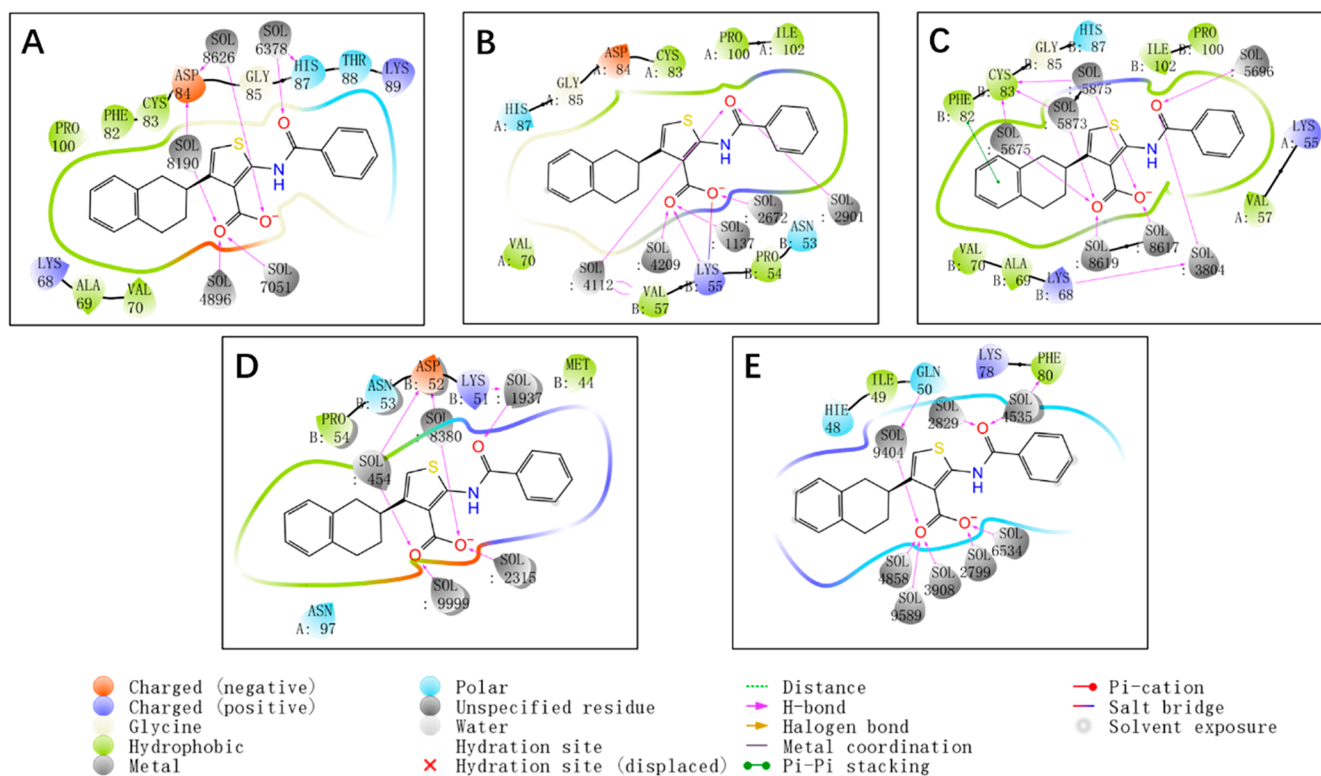 A
SOL
8626
SOL
6378
ASP
84
GLY
85
HIS
87
THR
88
LYS
89
CYS
83
PHE
82
PRO
100
SOL
8190
S
O
N
H
O
O-
LYS
68
ALA
69
VAL
70
SOL
4896
SOL
7051
B
ASP
A: 84
CYS
A: 83
PRO
A: 100
ILE
A: 102
GLY
A: 85
HIS
A: 87
S
O
NH
O
O-
VAL
A: 70
SOL
: 4112
SOL
: 4209
SOL
: 1137
SOL
: 2672
SOL
: 2901
ASN
B: 53
PRO
B: 54
LYS
B: 55
VAL
B: 57
C
HIS
B: 87
GLY
B: 85
CYS
B: 83
PHE
B: 82
SOL
: 5875
SOL
: 5873
SOL
: 5675
ILE
B: 102
PRO
B: 100
SOL
: 5696
LYS
A: 55
VAL
A: 57
S
O
NH
O
O-
VAL
B: 70
ALA
B: 69
LYS
B: 68
SOL
: 8619
SOL
: 8617
SOL
: 3804
D
ASP
B: 52
ASN
B: 53
PRO
B: 54
LYS
B: 51
SOL
: 1937
MET
B: 44
SOL
: 8380
SOL
: 454
S
O
N
H
O
O-
SOL
: 2315
SOL
: 9999
ASN
A: 97
E
HIE
48
ILE
49
GLN
50
LYS
78
PHE
80
SOL
2829
SOL
4535
SOL
9404
S
O
N
H
O
O-
SOL
6534
SOL
2799
SOL
3908
SOL
4858
SOL
9589
Charged (negative)
Charged (positive)
Glycine
Hydrophobic
Metal
Polar
Unspecified residue
Water
Hydration site
Hydration site (displaced)
Distance
H-bond
Halogen bond
Metal coordination
Pi-Pi stacking
Pi-cation
Salt bridge
Solvent exposure